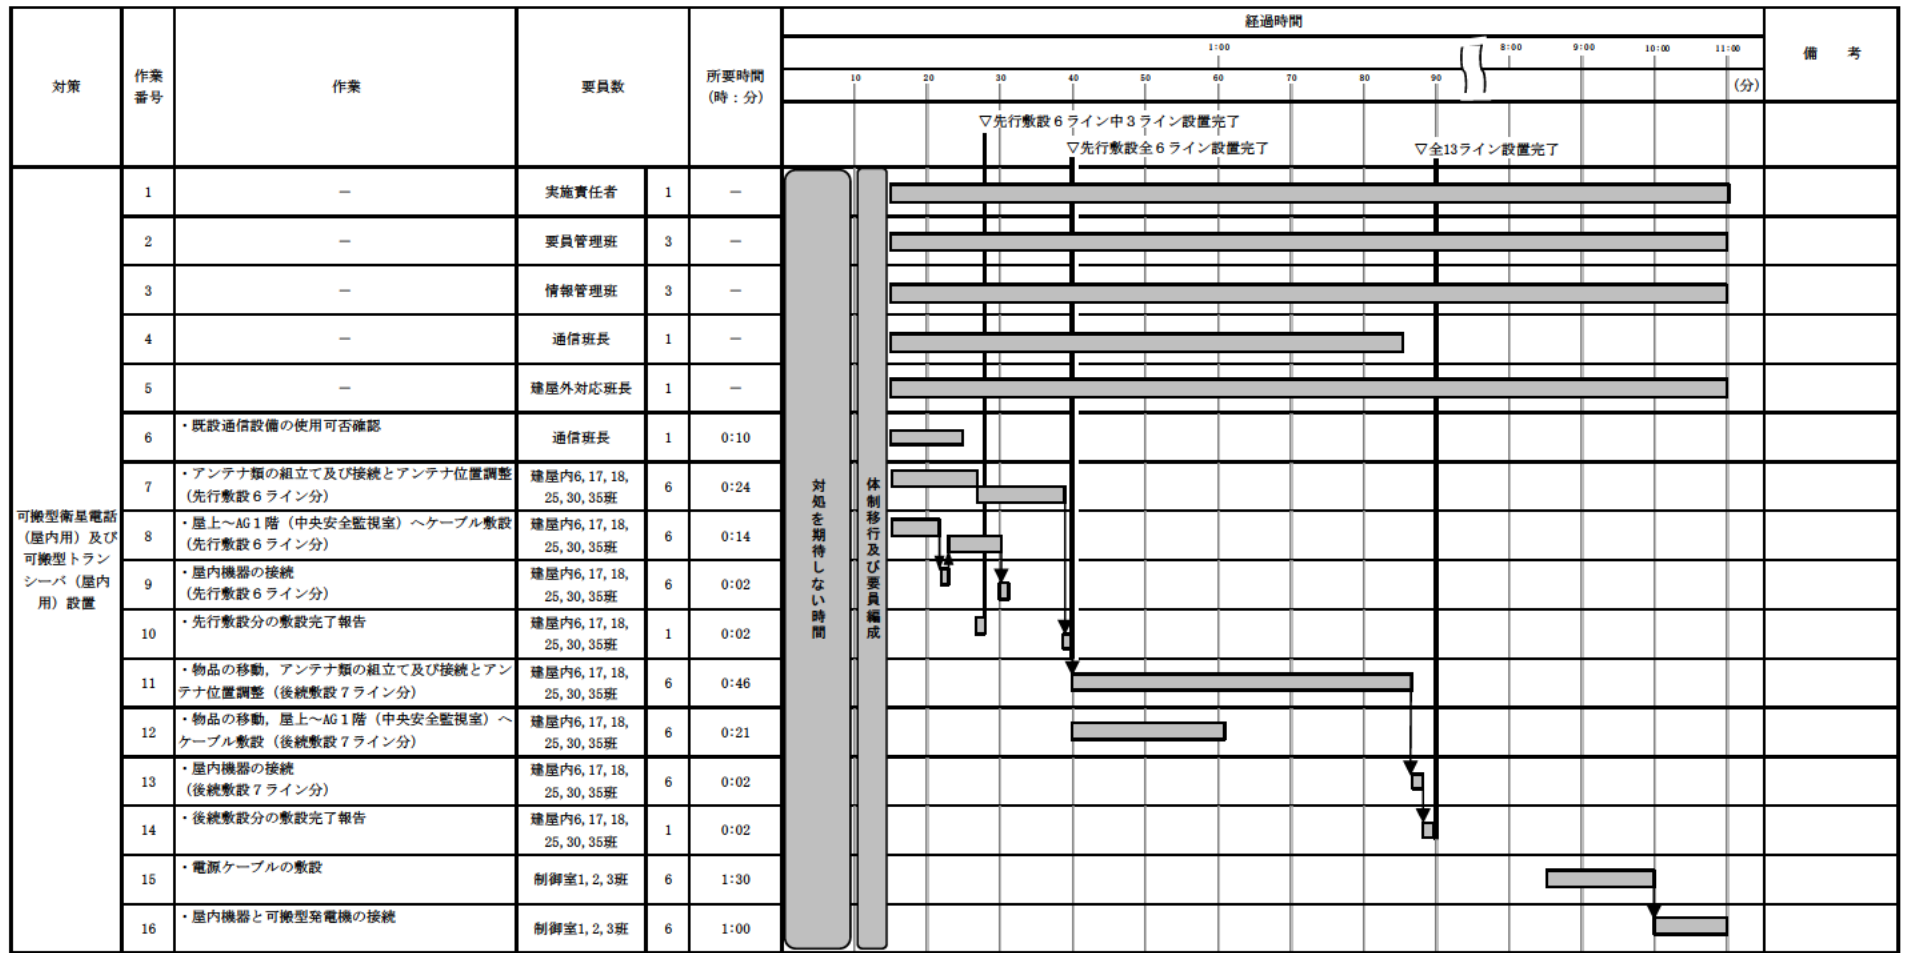 経過時間
対策
作業
番号
作業
要員数
所要時間
(時：分)
1:00 8:00 9:00 10:00 11:00
10 20 30 40 50 60 70 80 90 (分)
備 考
▽先行敷設６ライン中３ライン設置完了
▽先行敷設全６ライン設置完了
▽全13ライン設置完了
可搬型衛星電話
（屋内用）及び
可搬型トラン
シーバ（屋内
用）設置
対処を期待しない時間
体制移行及び要員編成
1 － 実施責任者 1 －
2 － 要員管理班 3 －
3 － 情報管理班 3 －
4 － 通信班長 1 －
5 － 建屋外対応班長 1 －
6 ・既設通信設備の使用可否確認 通信班長 1 0:10
・アンテナ類の組立て及び接続とアンテナ位置調整
（先行敷設６ライン分）
7 建屋内6, 17, 18,
25, 30, 35班
6 0:24
・屋上～AG１階（中央安全監視室）へケーブル敷設
（先行敷設６ライン分）
8 建屋内6, 17, 18,
25, 30, 35班
6 0:14
・屋内機器の接続
（先行敷設６ライン分）
9 建屋内6, 17, 18,
25, 30, 35班
6 0:02
・先行敷設分の敷設完了報告
10 建屋内6, 17, 18,
25, 30, 35班
1 0:02
・物品の移動，アンテナ類の組立て及び接続とアン
テナ位置調整（後続敷設７ライン分）
11 建屋内6, 17, 18,
25, 30, 35班
6 0:46
・物品の移動，屋上～AG１階（中央安全監視室）へ
ケーブル敷設（後続敷設７ライン分）
12 建屋内6, 17, 18,
25, 30, 35班
6 0:21
・屋内機器の接続
（後続敷設７ライン分）
13 建屋内6, 17, 18,
25, 30, 35班
6 0:02
・後続敷設分の敷設完了報告
14 建屋内6, 17, 18,
25, 30, 35班
1 0:02
15 ・電源ケーブルの敷設 制御室1, 2, 3班 6 1:30
16 ・屋内機器と可搬型発電機の接続 制御室1, 2, 3班 6 1:00